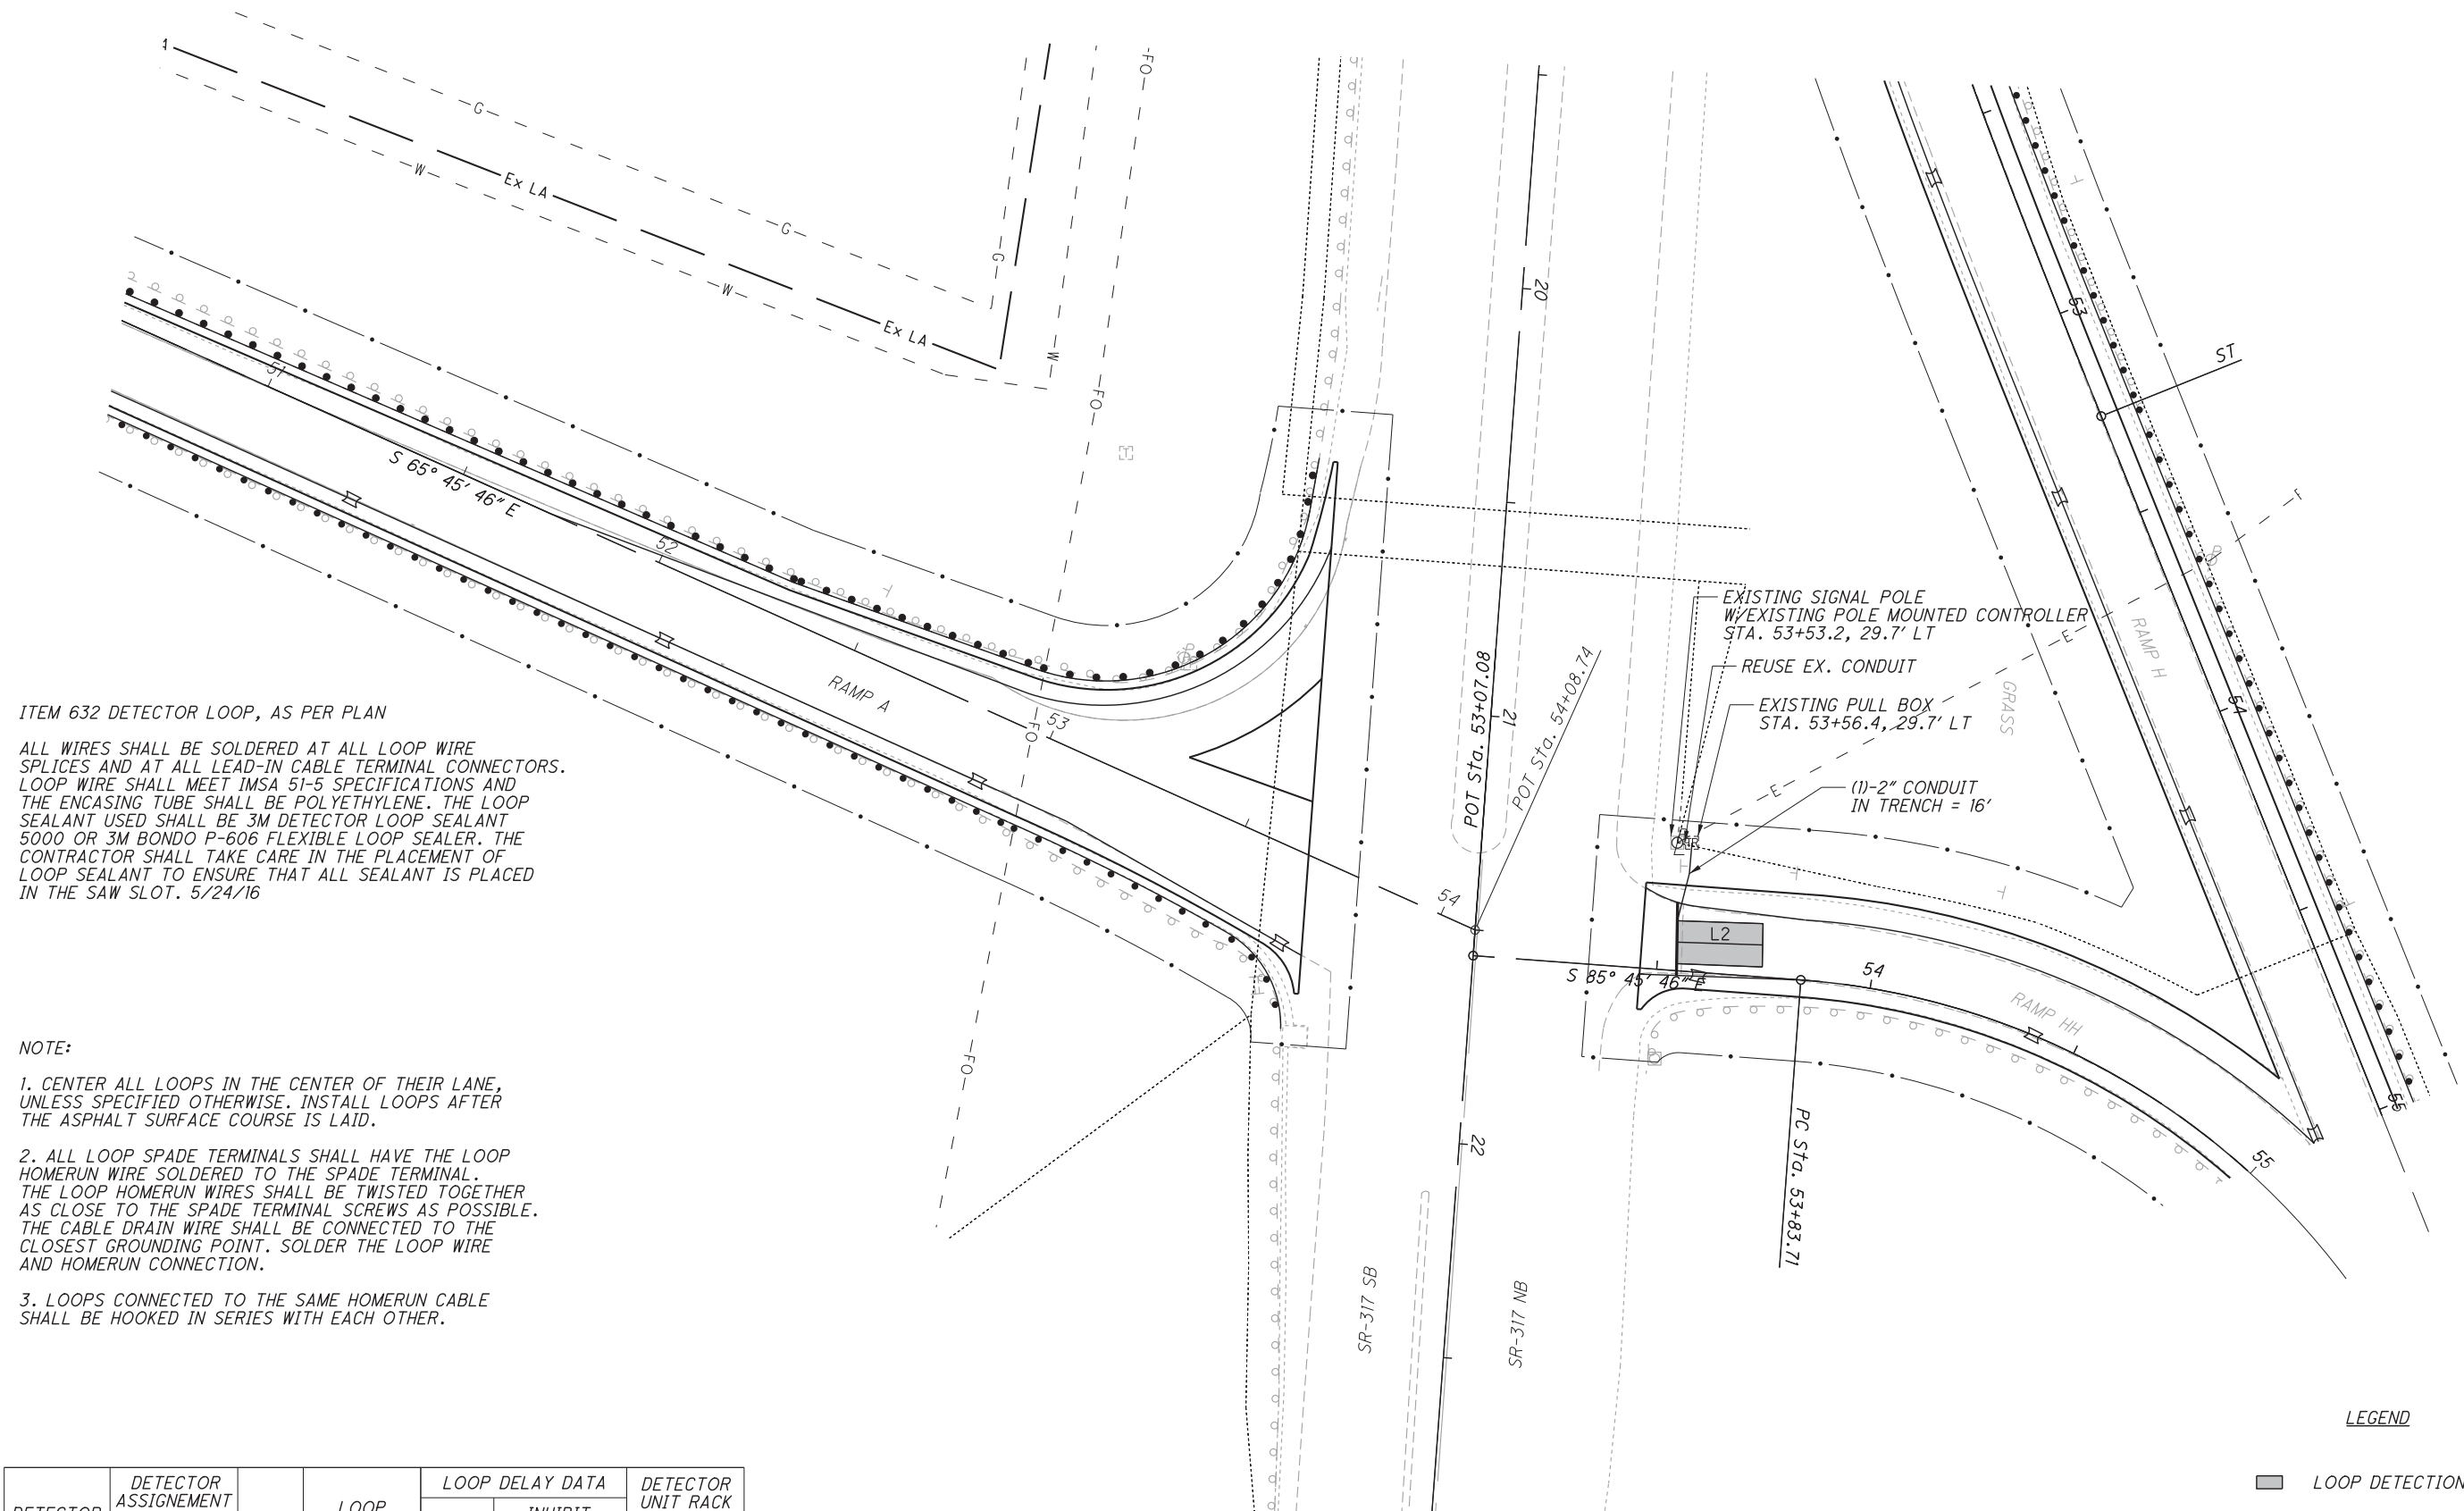 G
W
Ex LA
G
W
Ex LA
G
W
FO
FO
FO
FO
51
S 65° 45' 46" E
52
RAMP A
53
54
20
21
22
POT Sta. 53+07.08
POT Sta. 54+08.74
EXISTING SIGNAL POLE
W/EXISTING POLE MOUNTED CONTROLLER
STA. 53+53.2, 29.7' LT
REUSE EX. CONDUIT
EXISTING PULL BOX
STA. 53+56.4, 29.7' LT
(1)-2" CONDUIT
IN TRENCH = 16'
E
E
GRASS
RAMP H
53
ST
54
55
L2
S 85° 45' 46" E
54
RAMP HH
55
PC Sta. 53+83.71
SR-317 SB
SR-317 NB
ITEM 632 DETECTOR LOOP, AS PER PLAN
ALL WIRES SHALL BE SOLDERED AT ALL LOOP WIRE
SPLICES AND AT ALL LEAD-IN CABLE TERMINAL CONNECTORS.
LOOP WIRE SHALL MEET IMSA 51-5 SPECIFICATIONS AND
THE ENCASING TUBE SHALL BE POLYETHYLENE. THE LOOP
SEALANT USED SHALL BE 3M DETECTOR LOOP SEALANT
5000 OR 3M BONDO P-606 FLEXIBLE LOOP SEALER. THE
CONTRACTOR SHALL TAKE CARE IN THE PLACEMENT OF
LOOP SEALANT TO ENSURE THAT ALL SEALANT IS PLACED
IN THE SAW SLOT. 5/24/16
NOTE:
1. CENTER ALL LOOPS IN THE CENTER OF THEIR LANE,
UNLESS SPECIFIED OTHERWISE. INSTALL LOOPS AFTER
THE ASPHALT SURFACE COURSE IS LAID.
2. ALL LOOP SPADE TERMINALS SHALL HAVE THE LOOP
HOMERUN WIRE SOLDERED TO THE SPADE TERMINAL.
THE LOOP HOMERUN WIRES SHALL BE TWISTED TOGETHER
AS CLOSE TO THE SPADE TERMINAL SCREWS AS POSSIBLE.
THE CABLE DRAIN WIRE SHALL BE CONNECTED TO THE
CLOSEST GROUNDING POINT. SOLDER THE LOOP WIRE
AND HOMERUN CONNECTION.
3. LOOPS CONNECTED TO THE SAME HOMERUN CABLE
SHALL BE HOOKED IN SERIES WITH EACH OTHER.
DETECTOR
ASSIGNEMENT
LOOP
LOOP DELAY DATA
DETECTOR
UNIT RACK
LEGEND
LOOP DETECTION